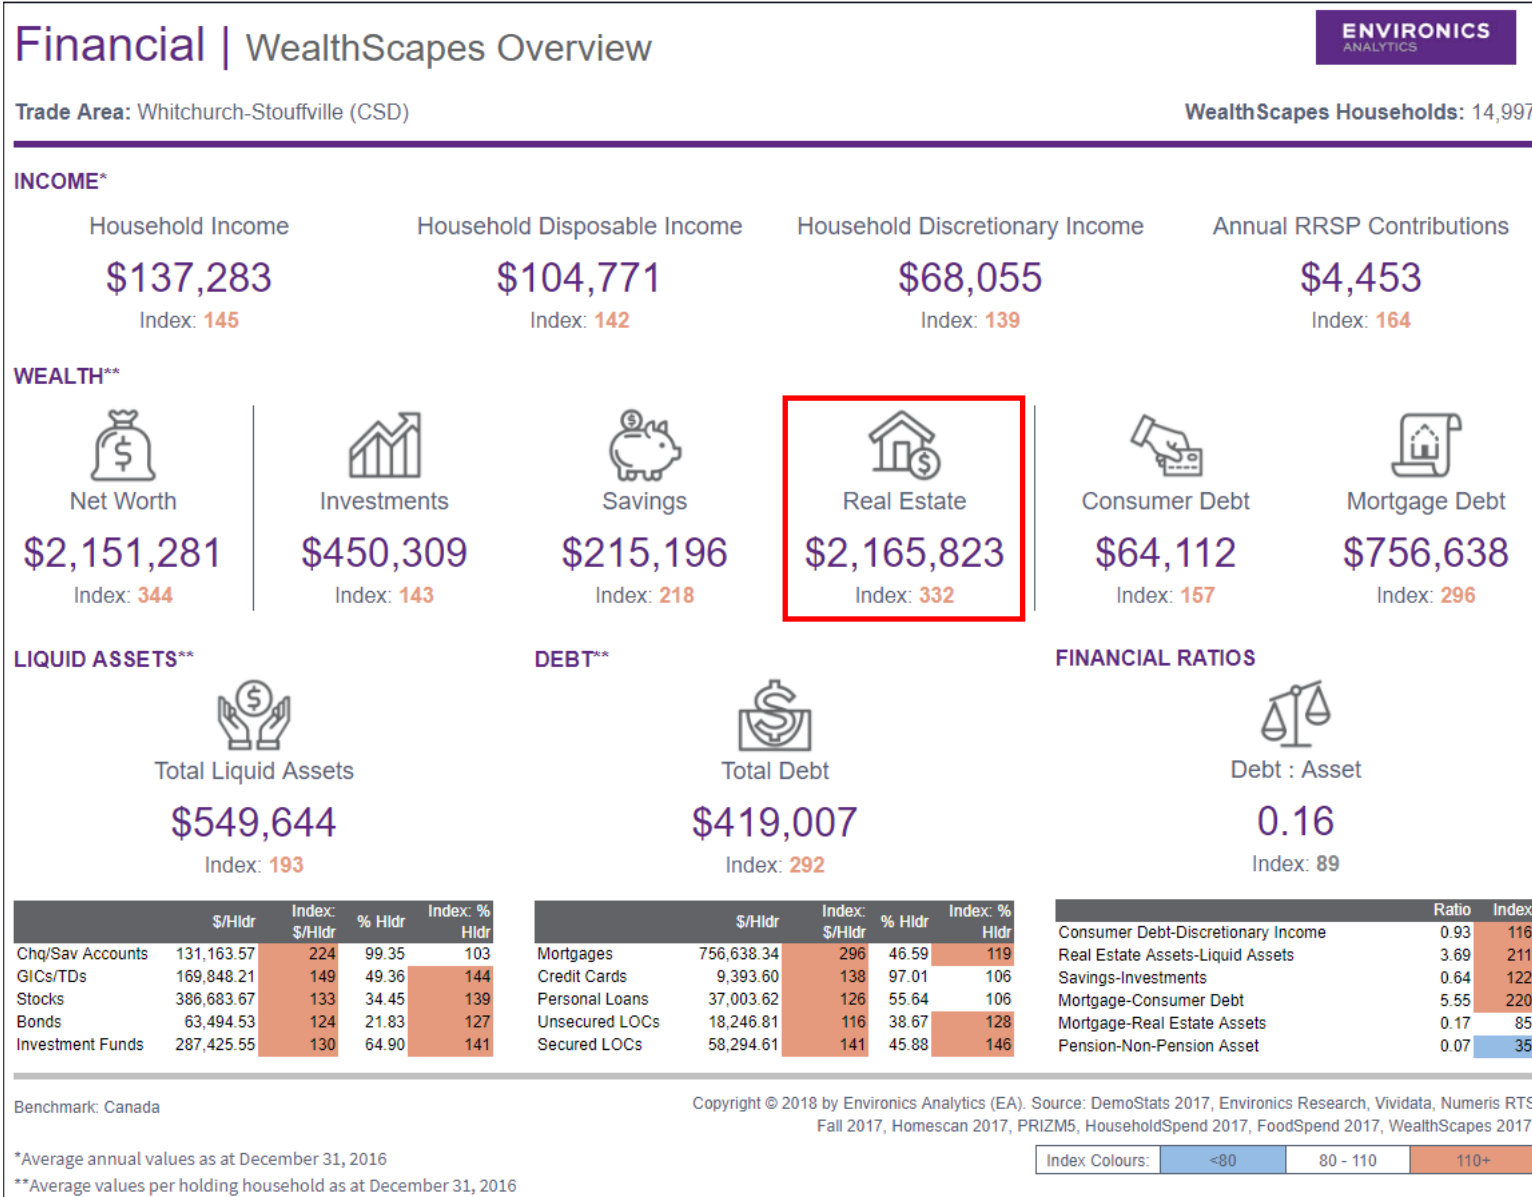 Financial | WealthScapes Overview
ENVIRONICS
ANALYTICS
Trade Area: Whitchurch-Stouffville (CSD)
WealthScapes Households: 14,997
INCOME*
Household Income Household Disposable Income Household Discretionary Income Annual RRSP Contributions
$137,283 $104,771 $68,055 $4,453
Index: 145 Index: 142 Index: 139 Index: 164
WEALTH**
Net Worth Investments Savings Real Estate Consumer Debt Mortgage Debt
$2,151,281 $450,309 $215,196 $2,165,823 $64,112 $756,638
Index: 344 Index: 143 Index: 218 Index: 332 Index: 157 Index: 296
LIQUID ASSETS**
Total Liquid Assets
$549,644
Index: 193
$/Hldr Index: $/Hldr % Hldr Index: % Hldr
Chq/Sav Accounts 131,163.57 224 99.35 103
GICs/TDs 169,848.21 149 49.36 144
Stocks 386,683.67 133 34.45 139
Bonds 63,494.53 124 21.83 127
Investment Funds 287,425.55 130 64.90 141
DEBT**
Total Debt
$419,007
Index: 292
$/Hldr Index: $/Hldr % Hldr Index: % Hldr
Mortgages 756,638.34 296 46.59 119
Credit Cards 9,393.60 138 97.01 106
Personal Loans 37,003.62 126 55.64 106
Unsecured LOCs 18,246.81 116 38.67 128
Secured LOCs 58,294.61 141 45.88 146
FINANCIAL RATIOS
Debt : Asset
0.16
Index: 89
Ratio Index
Consumer Debt-Discretionary Income 0.93 116
Real Estate Assets-Liquid Assets 3.69 211
Savings-Investments 0.64 122
Mortgage-Consumer Debt 5.55 220
Mortgage-Real Estate Assets 0.17 85
Pension-Non-Pension Asset 0.07 35
Benchmark: Canada
Copyright © 2018 by Environics Analytics (EA). Source: DemoStats 2017, Environics Research, Vividata, Numeris RTS
Fall 2017, Homescan 2017, PRIZM5, HouseholdSpend 2017, FoodSpend 2017, WealthScapes 2017
*Average annual values as at December 31, 2016
**Average values per holding household as at December 31, 2016
Index Colours: <80 80 - 110 110+